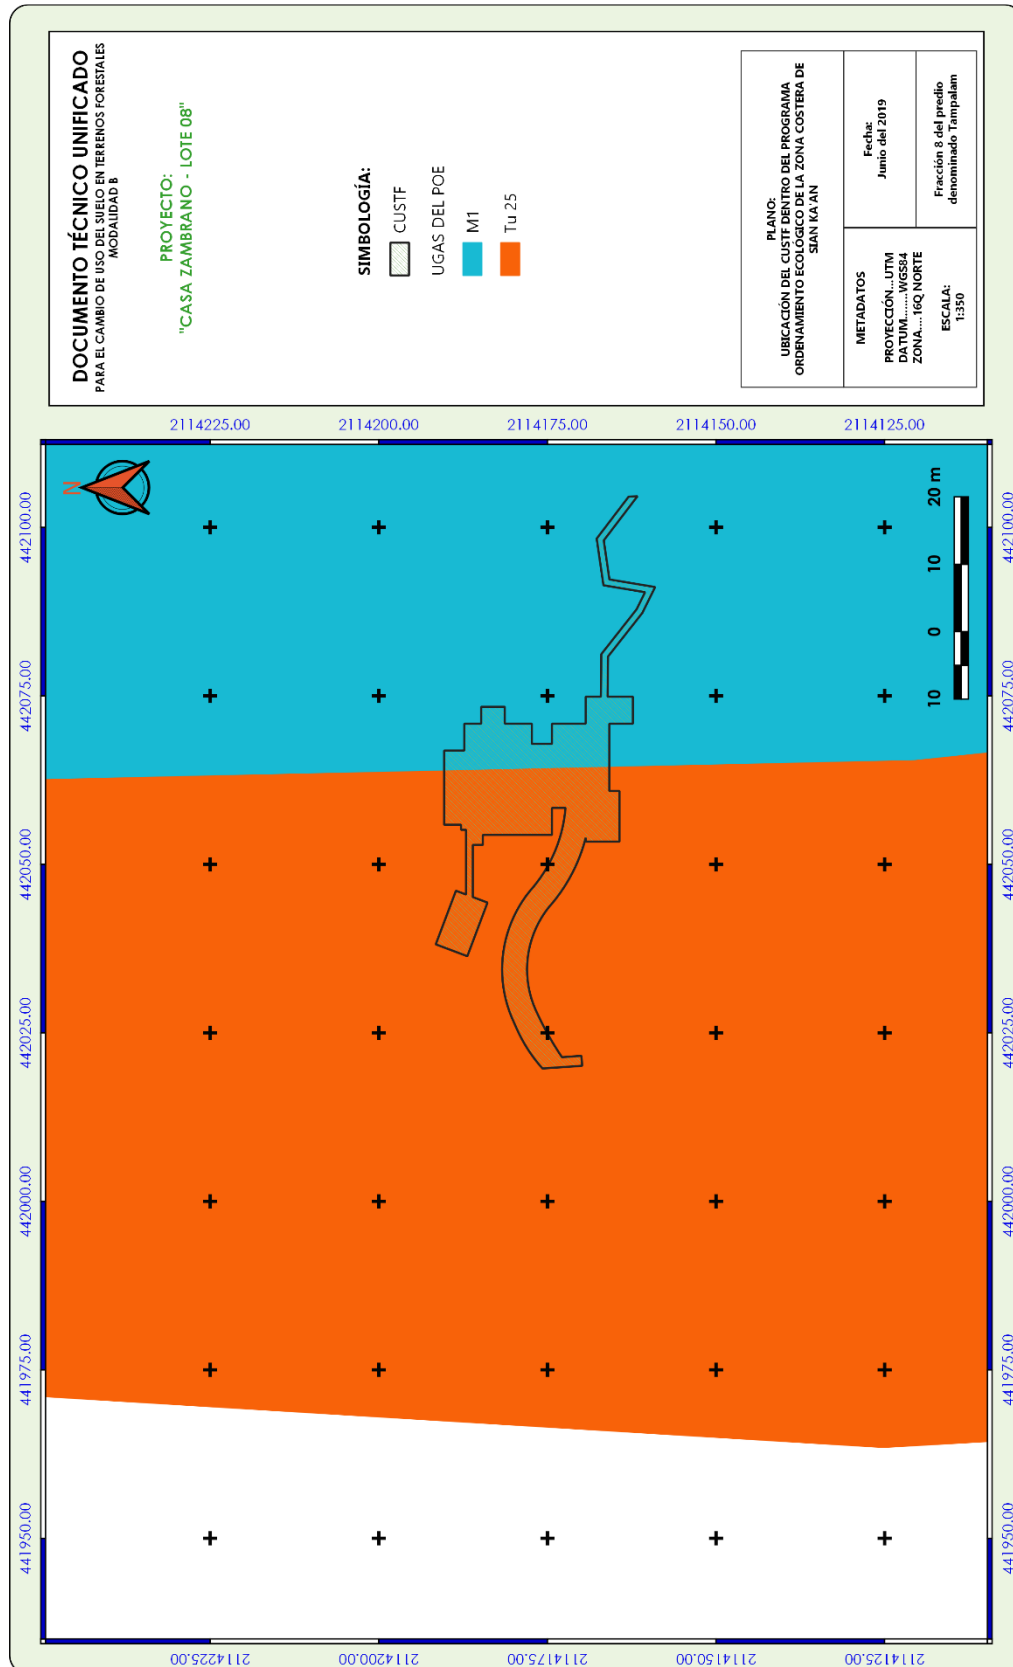 DOCUMENTO TÉCNICO UNIFICADO
PARA EL CAMBIO DE USO DEL SUELO EN TERRENOS FORESTALES
MODALIDAD B
PROYECTO:
"CASA ZAMBRANO - LOTE 08"
SIMBOLOGÍA:
CUSTF
UGAS DEL POE
M1
Tu 25
PLANO:
UBICACIÓN DEL CUSTF DENTRO DEL PROGRAMA
ORDENAMIENTO ECOLÓGICO DE LA ZONA COSTERA DE
SIAN KA AN
METADATOS
PROYECCIÓN...UTM
DATUM.........WGS84
ZONA....16Q NORTE
ESCALA:
1:350
Fecha:
Junio del 2019
Fracción 8 del predio
denominado Tampalam
441950.00 441975.00 442000.00 442025.00 442050.00 442075.00 442100.00
2114225.00
2114200.00
2114175.00
2114150.00
2114125.00
N
2114225.00
2114200.00
2114175.00
2114150.00
2114125.00
10 0 10 20 m
441950.00 441975.00 442000.00 442025.00 442050.00 442075.00 442100.00